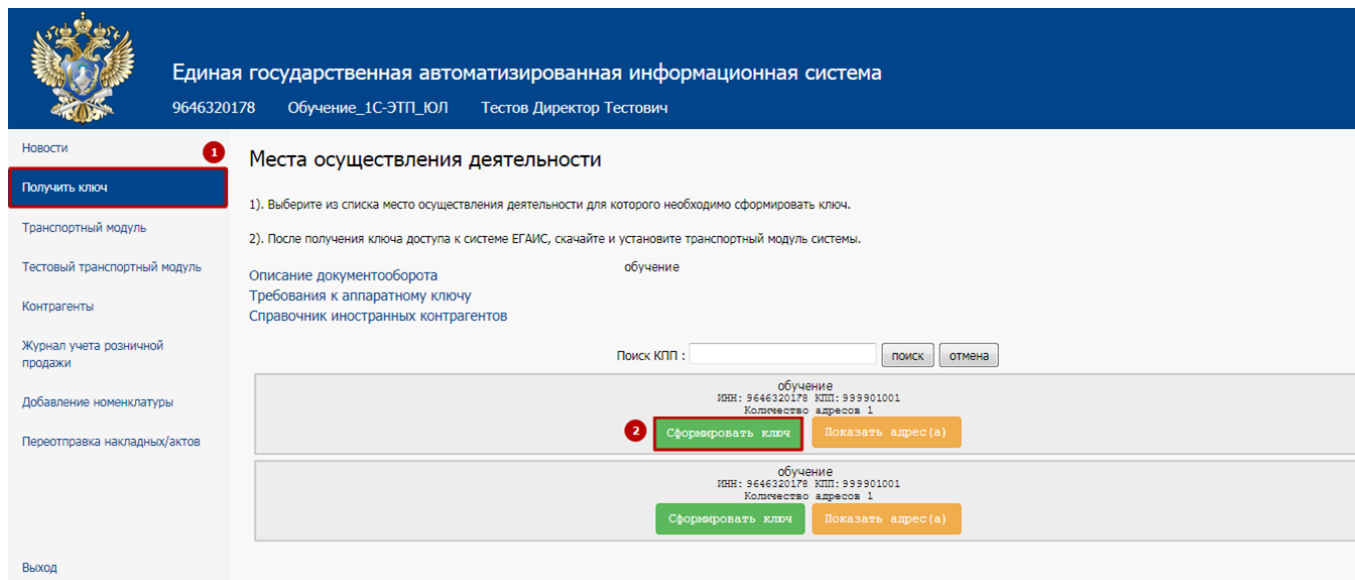 Единая государственная автоматизированная информационная система
9646320178 Обучение_1С-ЭТП_ЮЛ Тестов Директор Тестович
Новости
1
Получить ключ
Транспортный модуль
Тестовый транспортный модуль
Контрагенты
Журнал учета розничной
продажи
Добавление номенклатуры
Переотправка накладных/актов
Выход
Места осуществления деятельности
1). Выберите из списка место осуществления деятельности для которого необходимо сформировать ключ.
2). После получения ключа доступа к системе ЕГАИС, скачайте и установите транспортный модуль системы.
Описание документооборота
обучение
Требования к аппаратному ключу
Справочник иностранных контрагентов
Поиск КПП : поиск отмена
обучение
ИНН: 9646320178 КПП: 999901001
Количество адресов 1
2 Сформировать ключ Показать адрес(а)
обучение
ИНН: 9646320178 КПП: 999901001
Количество адресов 1
Сформировать ключ Показать адрес(а)